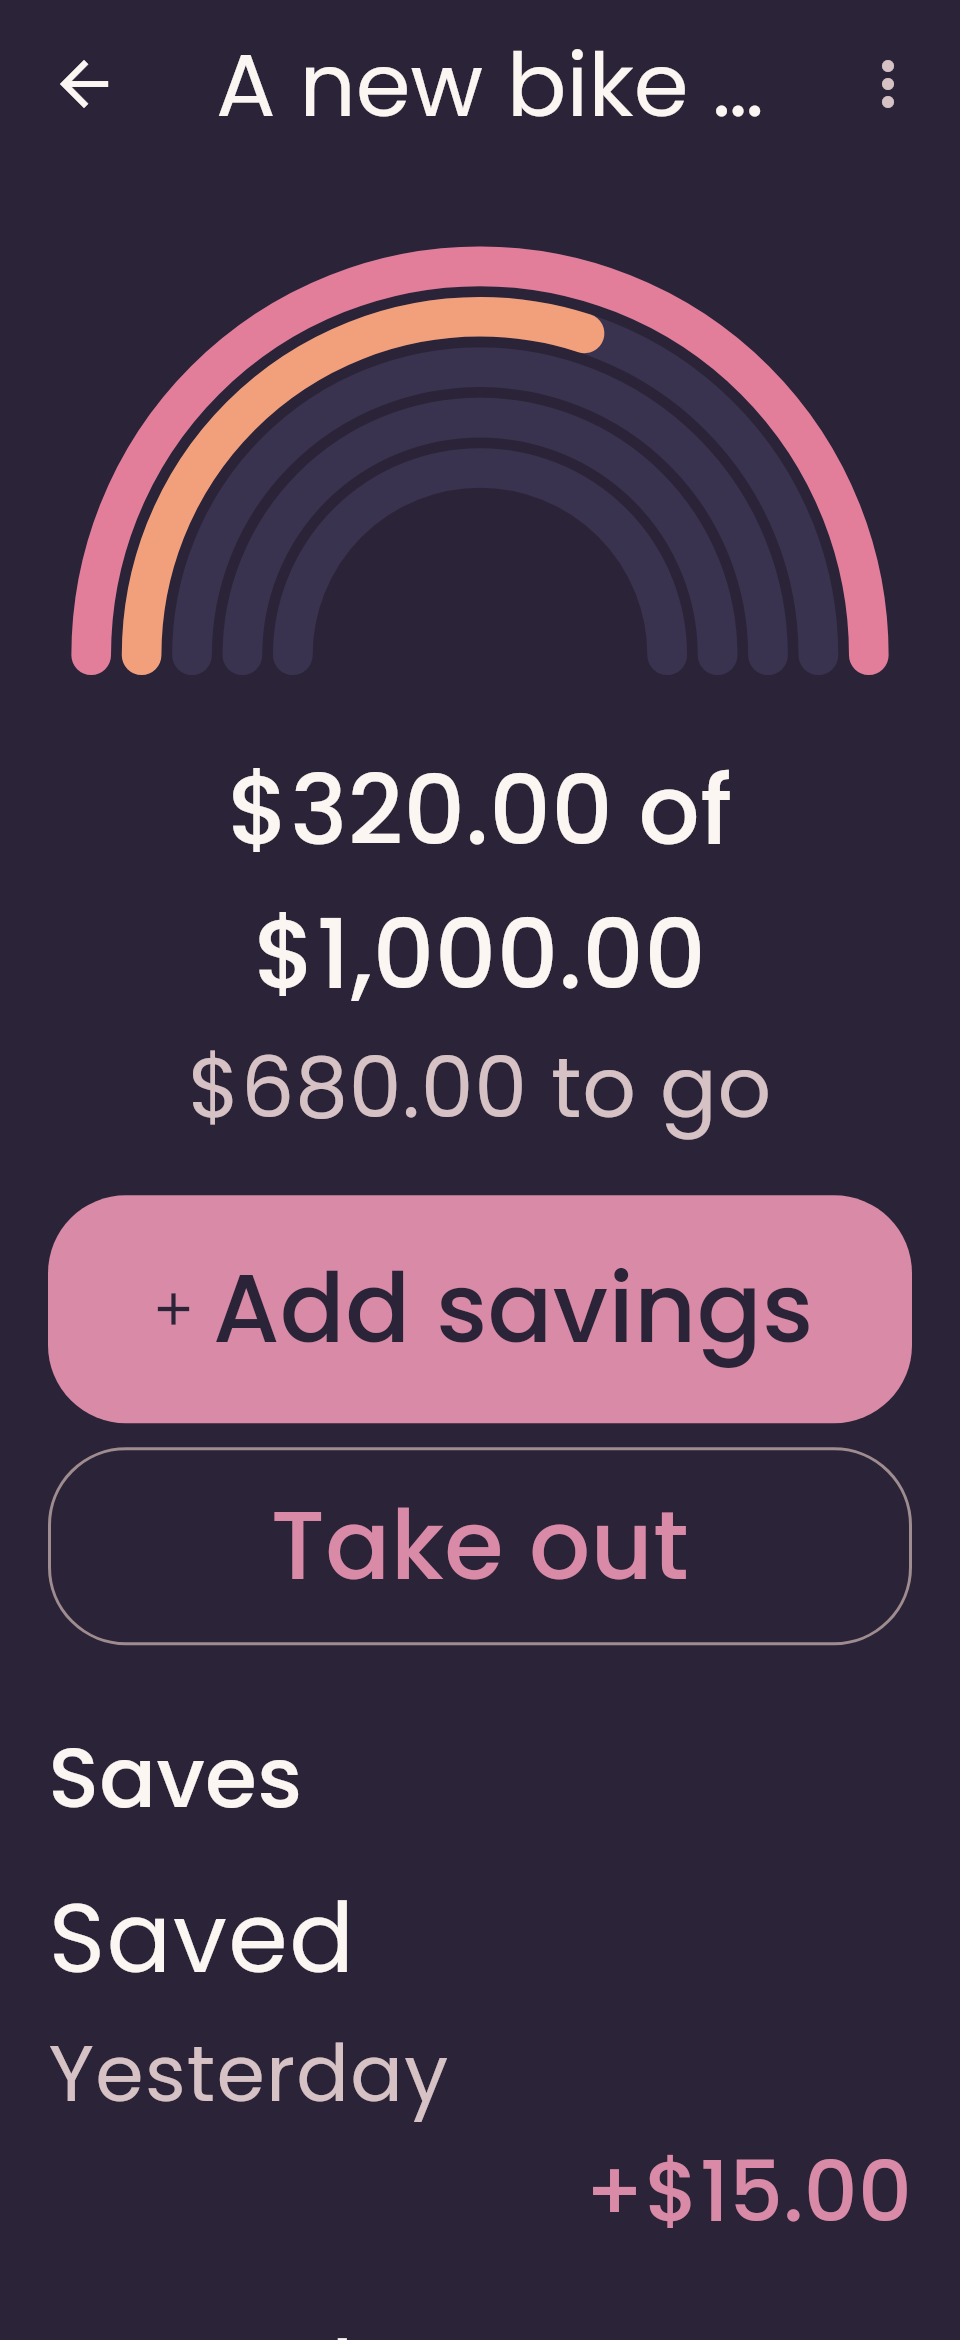 A new bike ...
$320.00 of
$1,000.00
$680.00 to go
+ Add savings
Take out
Saves
Saved
Yesterday
+$15.00